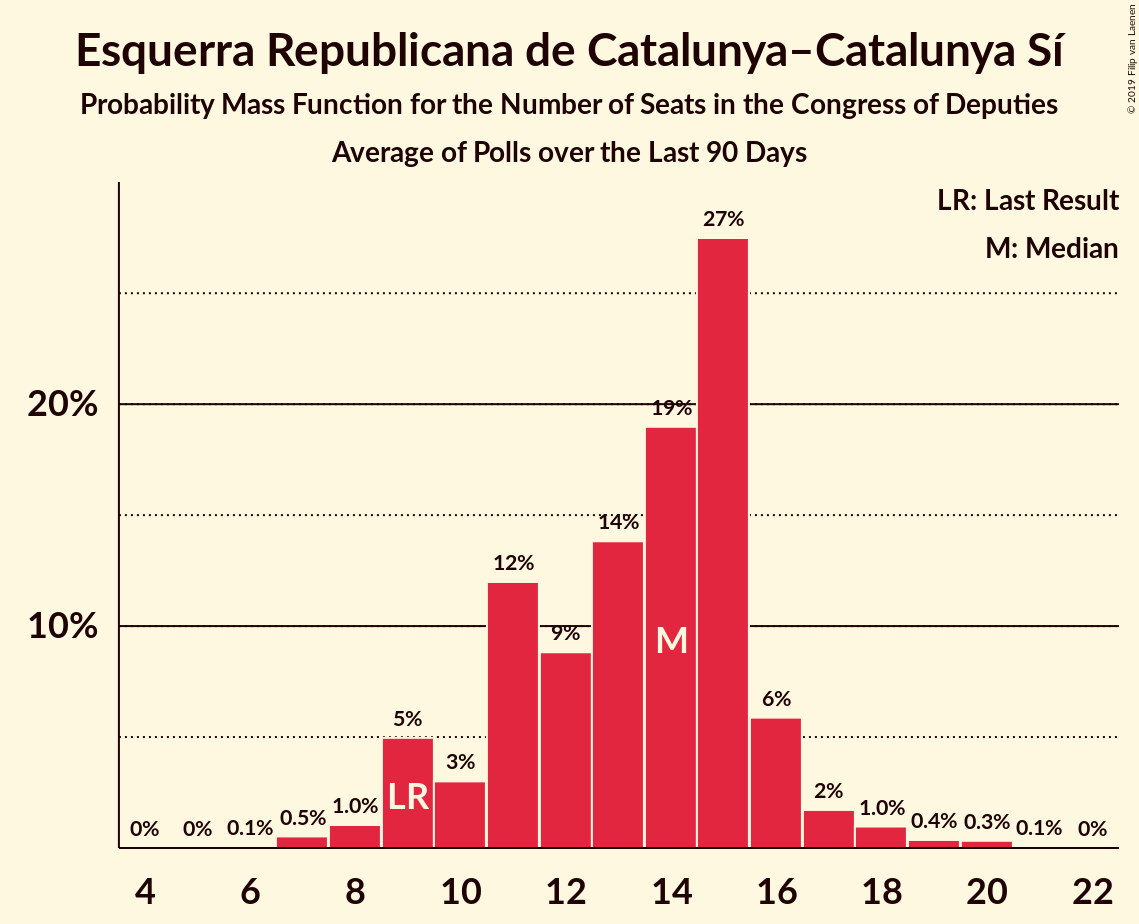 Esquerra Republicana de Catalunya–Catalunya Sí
Probability Mass Function for the Number of Seats in the Congress of Deputies
Average of Polls over the Last 90 Days
© 2019 Filip van Laenen
LR: Last Result
M: Median
27%
20%
19%
14%
12%
10%
9%
M
6%
5%
3%
LR
2%
0% 0% 0.1% 0.5% 1.0% 1.0% 0.4% 0.3% 0.1% 0%
4 6 8 10 12 14 16 18 20 22